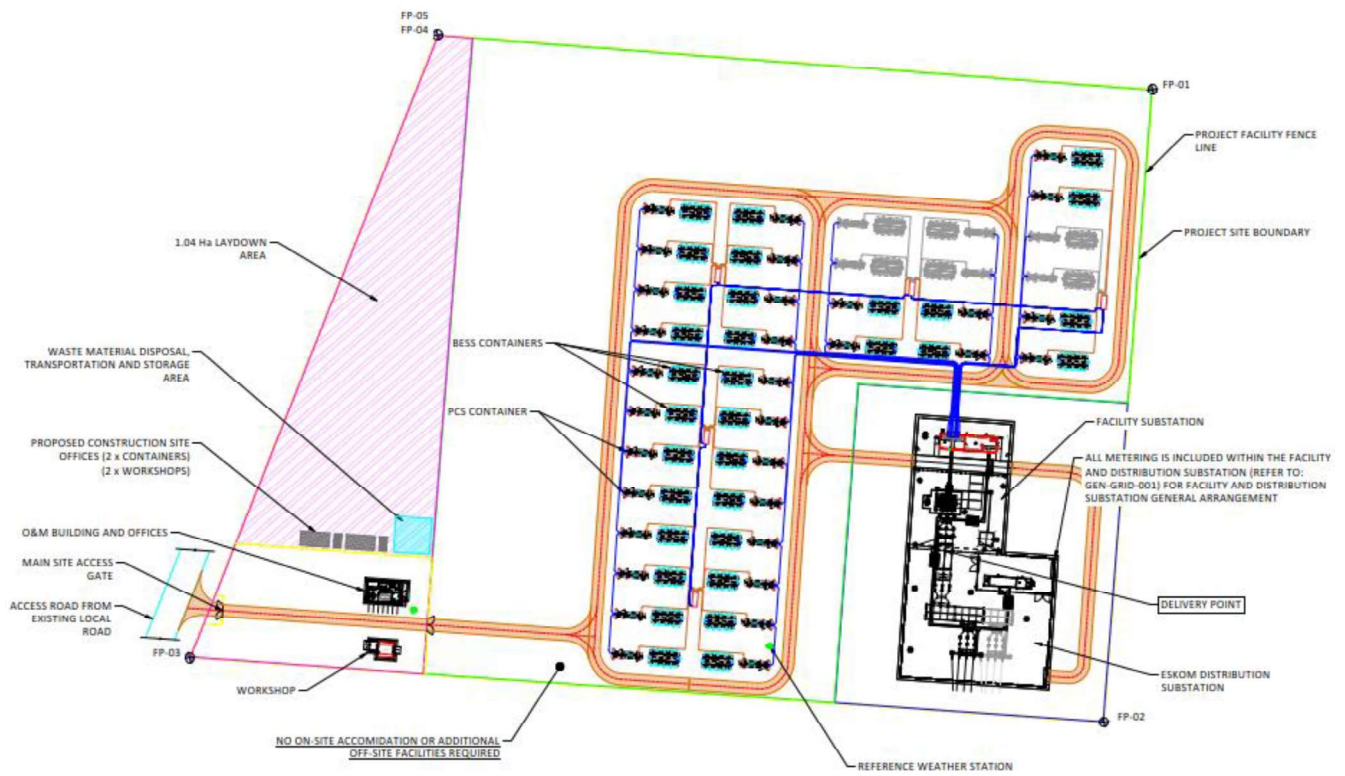 FP-05
FP-04
FP-01
PROJECT FACILITY FENCE
LINE
PROJECT SITE BOUNDARY
1.04 Ha LAYDOWN
AREA
WASTE MATERIAL DISPOSAL,
TRANSPORTATION AND STORAGE
AREA
BESS CONTAINERS
PCS CONTAINER
PROPOSED CONSTRUCTION SITE
OFFICES (2 x CONTAINERS)
(2 x WORKSHOPS)
FACILITY SUBSTATION
ALL METERING IS INCLUDED WITHIN THE FACILITY
AND DISTRIBUTION SUBSTATION (REFER TO:
GEN-GRID-001) FOR FACILITY AND DISTRIBUTION
SUBSTATION GENERAL ARRANGEMENT
O&M BUILDING AND OFFICES
MAIN SITE ACCESS
GATE
ACCESS ROAD FROM
EXISTING LOCAL
ROAD
DELIVERY POINT
FP-03
ESKOM DISTRIBUTION
SUBSTATION
WORKSHOP
FP-02
NO ON-SITE ACCOMIDATION OR ADDITIONAL
OFF-SITE FACILITIES REQUIRED
REFERENCE WEATHER STATION